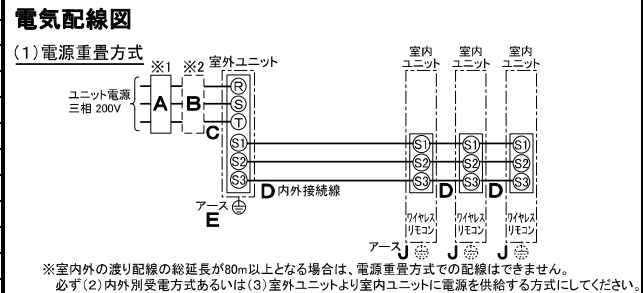 電気配線図
(1)電源重畳方式
※1 ※2 室外ユニット 室内ユニット 室内ユニット 室内ユニット
ユニット電源
三相 200V
A B
R
S
T
C
S1 S1 S1 S1
S2 S2 S2 S2
S3 S3 S3 S3
D 内外接続線 D D
アース
E
ワイヤレスリモコン ワイヤレスリモコン ワイヤレスリモコン
アース J J J
※室内外の渡り配線の総延長が80m以上となる場合は、電源重畳方式での配線はできません。
必ず(2)内外別受電方式あるいは(3)室外ユニットより室内ユニットに電源を供給する方式にしてください。